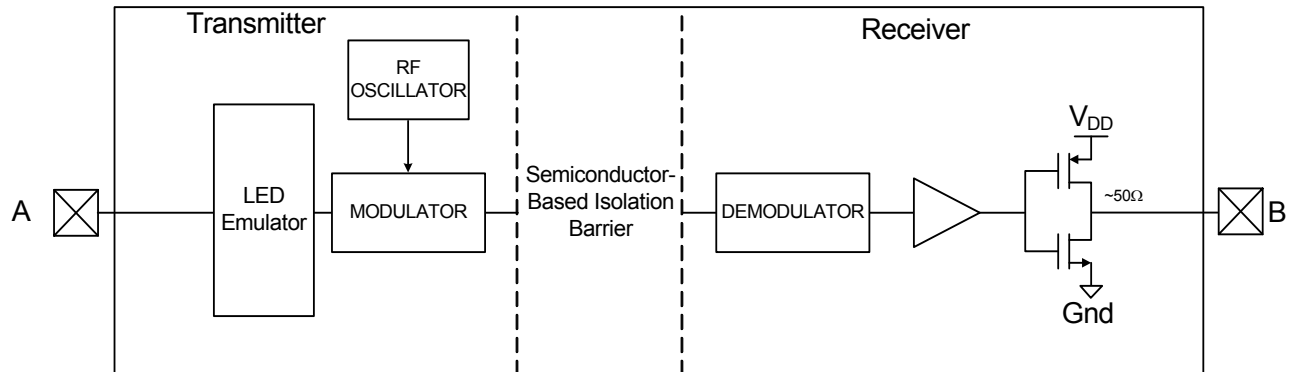 Transmitter
Receiver
RF
OSCILLATOR
V_DD
A
LED
Emulator
MODULATOR
Semiconductor-
Based Isolation
Barrier
DEMODULATOR
~50Ω
B
Gnd